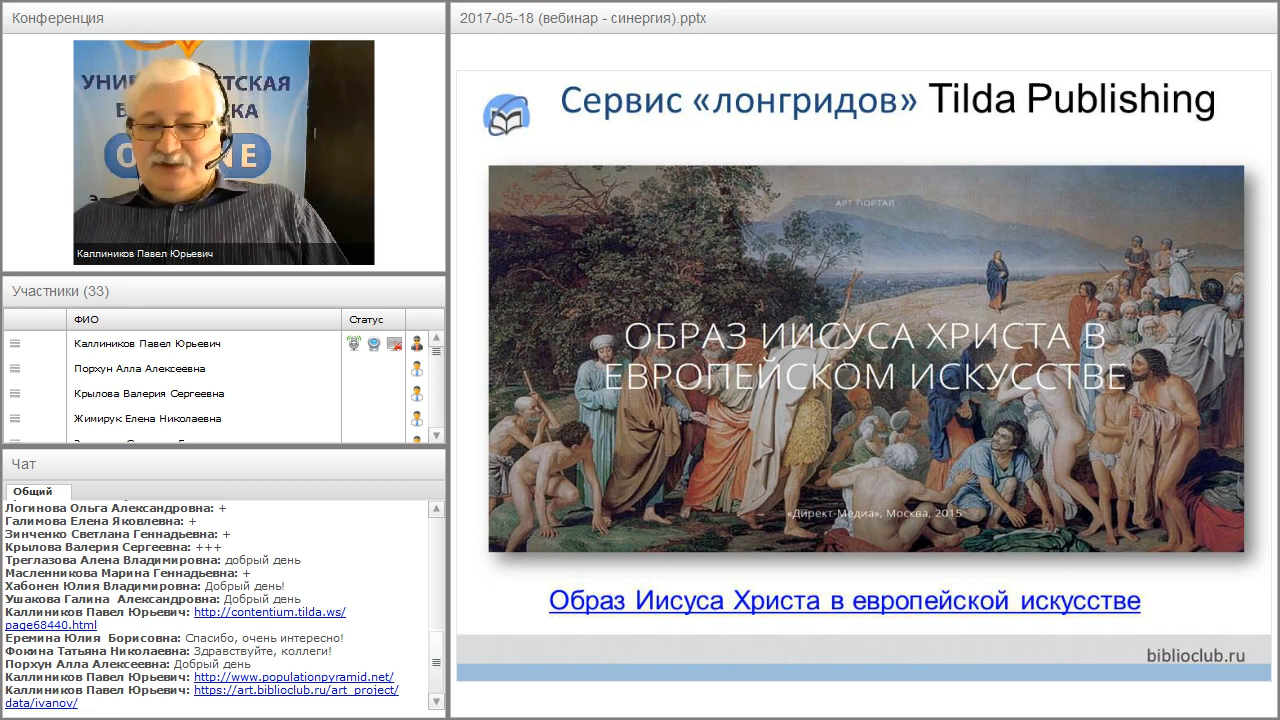 Конференция
УНИВ
ТСКАЯ
КА
Каллиников Павел Юрьевич
Участники (33)
ФИО
Статус
Каллиников Павел Юрьевич
Порхун Алла Алексеевна
Крылова Валерия Сергеевна
Жимирук Елена Николаевна
Чат
Общий
Логинова Ольга Александровна: +
Галимова Елена Яковлевна: +
Зинченко Светлана Геннадьевна: +
Крылова Валерия Сергеевна: +++
Треглазова Алена Владимировна: добрый день
Масленникова Марина Геннадьевна: +
Хабонен Юлия Владимировна: Добрый день!
Ушакова Галина Александровна: Добрый день
Каллиников Павел Юрьевич: http://contentium.tilda.ws/
page68440.html
Еремина Юлия Борисовна: Спасибо, очень интересно!
Фокина Татьяна Николаевна: Здравствуйте, коллеги!
Порхун Алла Алексеевна: Добрый день
Каллиников Павел Юрьевич: http://www.populationpyramid.net/
Каллиников Павел Юрьевич: https://art.biblioclub.ru/art_project/
data/ivanov/
2017-05-18 (вебинар - синергия).pptx
Сервис «лонгридов» Tilda Publishing
АРТ ПОРТАЛ
ОБРАЗ ИИСУСА ХРИСТА В
ЕВРОПЕЙСКОМ ИСКУССТВЕ
«Директ-Медиа», Москва, 2015
Образ Иисуса Христа в европейской искусстве
biblioclub.ru